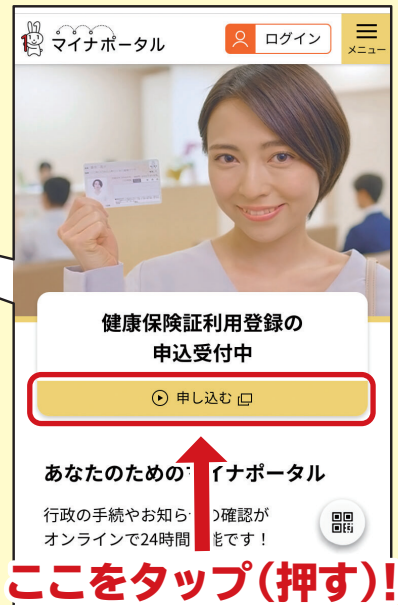 マイナポータル
ログイン
メニュー
健康保険証利用登録の
申込受付中
申し込む
あなたのための イナポータル
行政の手続やお知ら の確認が
オンラインで24時間 能です！
ここをタップ（押す）！